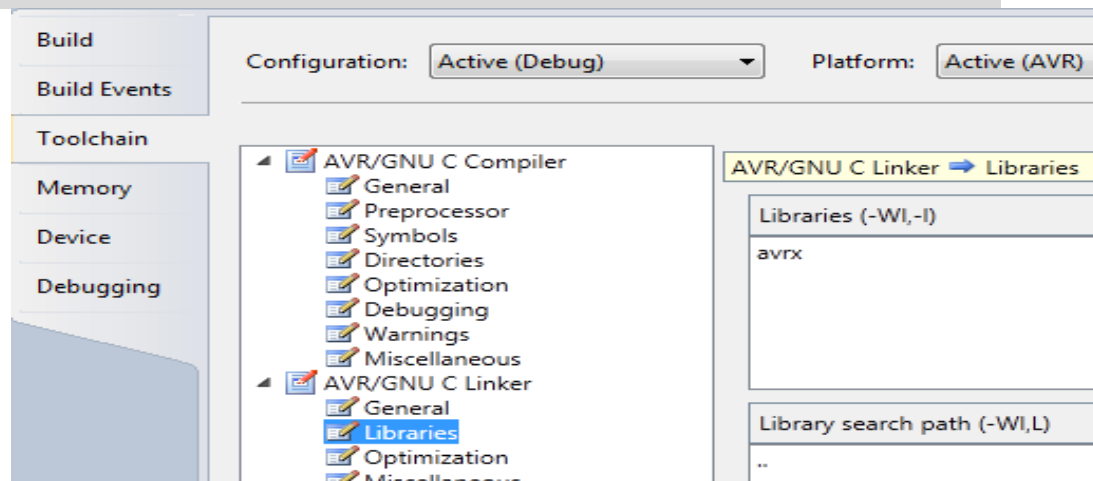 Build
Build Events
Toolchain
Memory
Device
Debugging
Configuration: Active (Debug) Platform: Active (AVR)
AVR/GNU C Compiler
General
Preprocessor
Symbols
Directories
Optimization
Debugging
Warnings
Miscellaneous
AVR/GNU C Linker
General
Libraries
Optimization
Miscellaneous
AVR/GNU C Linker ➡ Libraries
Libraries (-Wl,-l)
avrx
Library search path (-Wl,L)
..